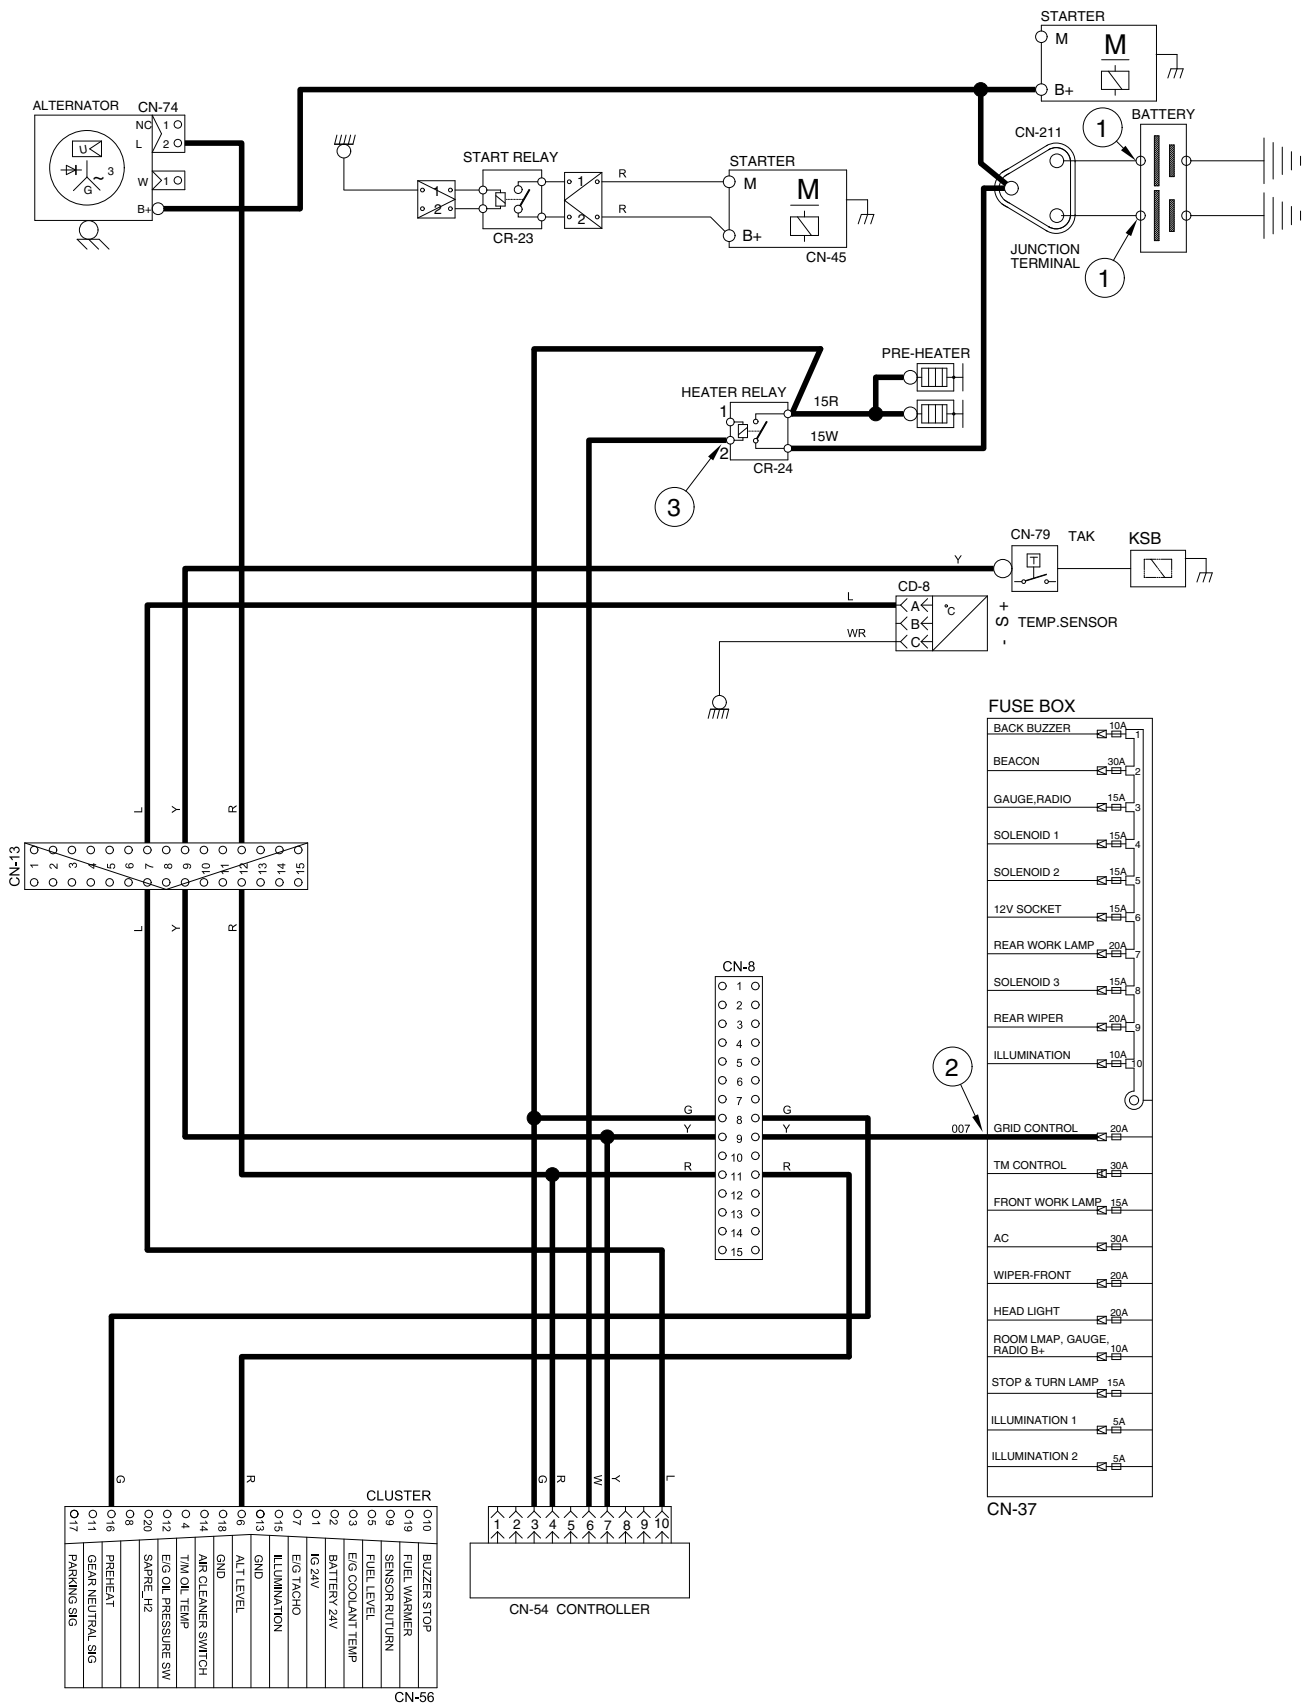 STARTER
M
M
B+
ALTERNATOR
CN-74
NC 1
L 2
U
3
G
W 1
B+
START RELAY
1
2
1
2
R
R
CR-23
STARTER
M
M
B+
CN-45
CN-211
1
BATTERY
JUNCTION
TERMINAL
1
PRE-HEATER
HEATER RELAY
1
2
15R
15W
CR-24
3
Y
CN-79
TAK
KSB
T
L
CD-8
A
B
C
°C
+
S
-
TEMP.SENSOR
WR
FUSE BOX
BACK BUZZER 10A 1
BEACON 30A 2
GAUGE,RADIO 15A 3
SOLENOID 1 15A 4
SOLENOID 2 15A 5
12V SOCKET 15A 6
REAR WORK LAMP 20A 7
SOLENOID 3 15A 8
REAR WIPER 20A 9
ILLUMINATION 10A 10
2
007 GRID CONTROL 20A
TM CONTROL 30A
FRONT WORK LAMP 15A
AC 30A
WIPER-FRONT 20A
HEAD LIGHT 20A
ROOM LMAP, GAUGE,
RADIO B+ 10A
STOP & TURN LAMP 15A
ILLUMINATION 1 5A
ILLUMINATION 2 5A
CN-37
L Y R
CN-13
1 2 3 4 5 6 7 8 9 10 11 12 13 14 15
L Y R
CN-8
1
2
3
4
5
6
7
G 8 G
Y 9 Y
10
R 11 R
12
13
14
15
G R
CLUSTER
17 PARKING SIG
11 GEAR NEUTRAL SIG
16 PREHEAT
8
20 SAPRE_H2
12 E/G OIL PRESSURE SW
4 T/M OIL TEMP
14 AIR CLEANER SWITCH
18 GND
6 ALT LEVEL
13 GND
15 ILLUMINATION
7 E/G TACHO
1 IG 24V
2 BATTERY 24V
3 E/G COOLANT TEMP
5 FUEL LEVEL
9 SENSOR RUTURN
19 FUEL WARMER
10 BUZZER STOP
CN-56
G R W Y L
1 2 3 4 5 6 7 8 9 10
CN-54 CONTROLLER